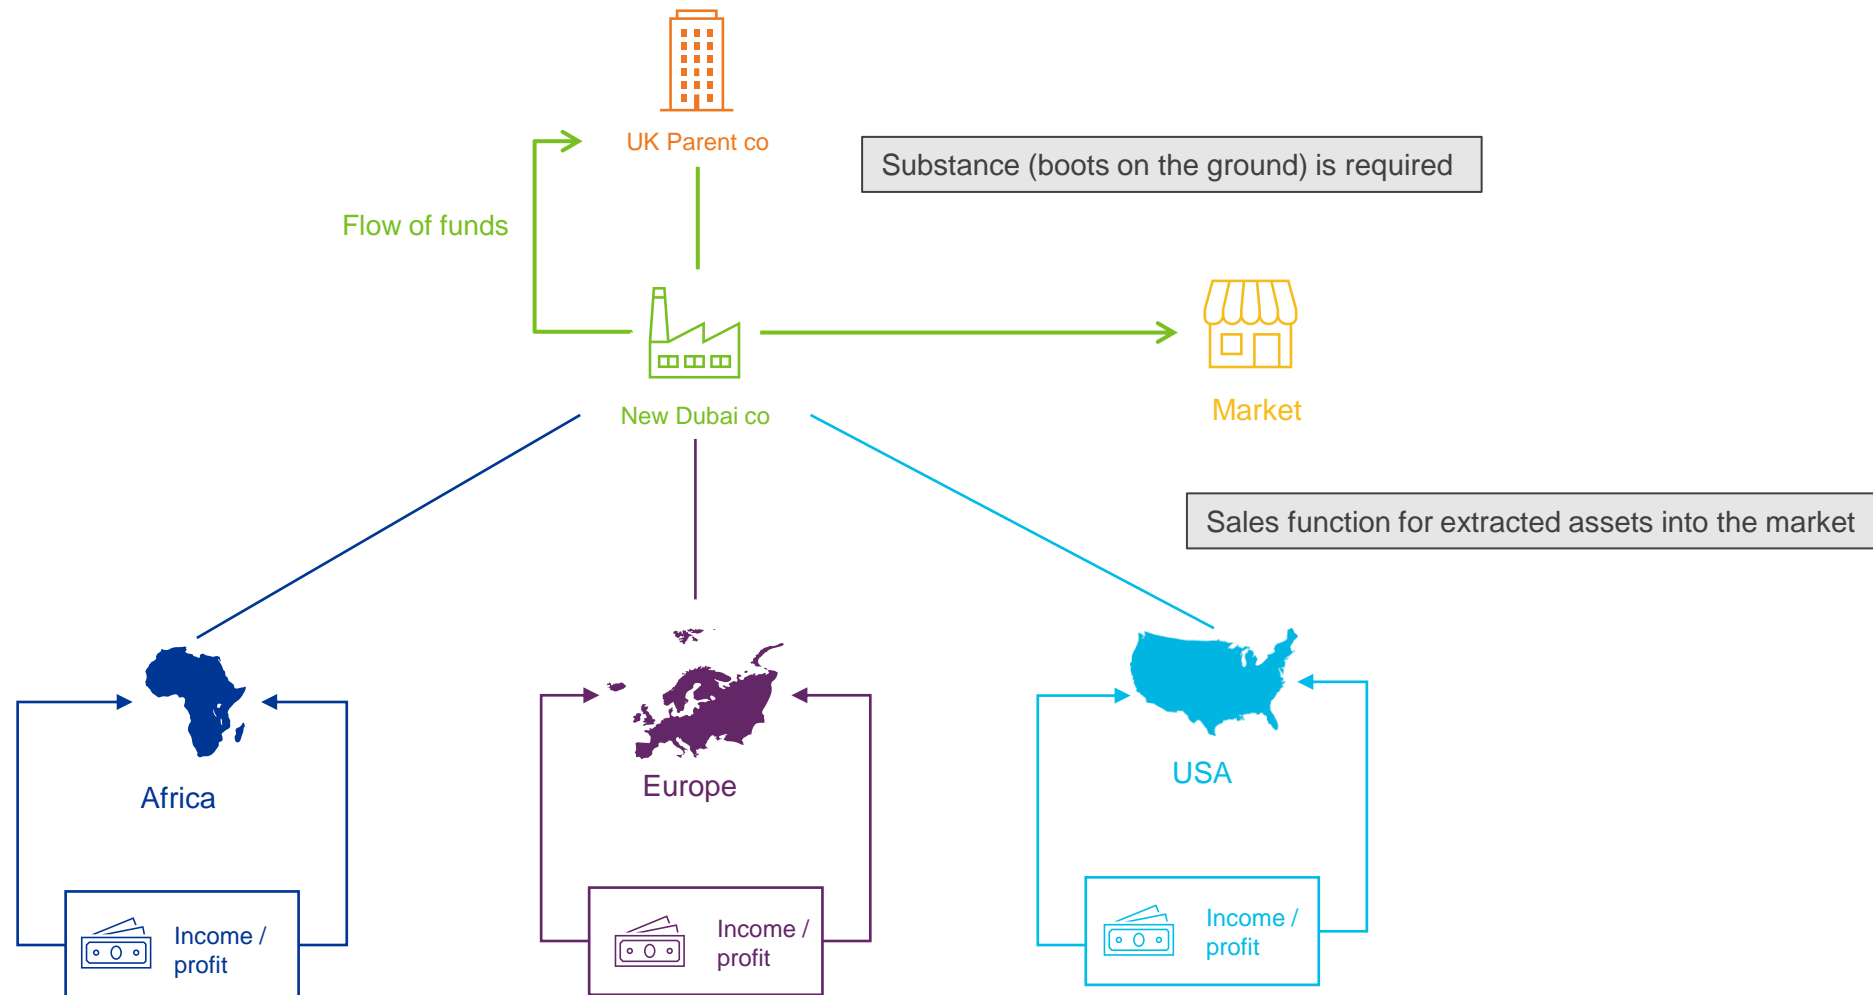 UK Parent co
Substance (boots on the ground) is required
Flow of funds
New Dubai co
Market
Sales function for extracted assets into the market
Africa
Europe
USA
Income /
profit
Income /
profit
Income /
profit